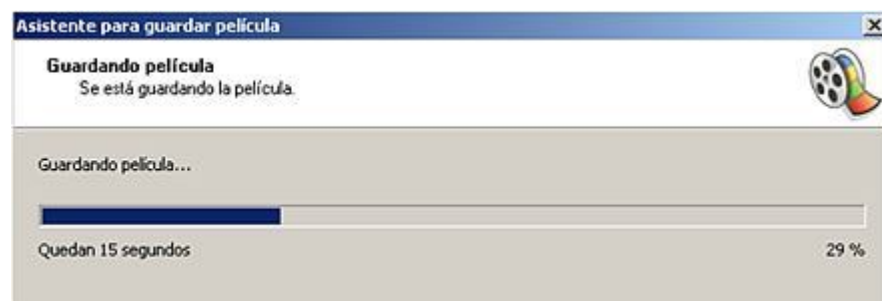 Asistente para guardar película
Guardando película
Se está guardando la película.
Guardando película...
Quedan 15 segundos
29 %